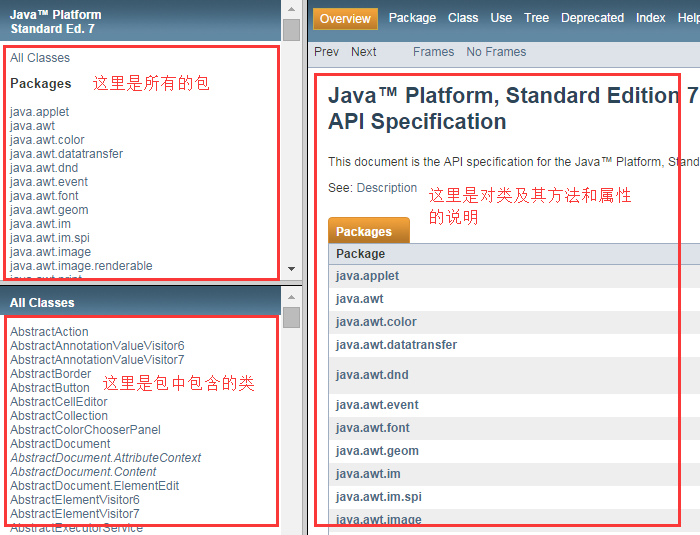 Java™ Platform
Standard Ed. 7
All Classes
Packages
这里是所有的包
java.applet
java.awt
java.awt.color
java.awt.datatransfer
java.awt.dnd
java.awt.event
java.awt.font
java.awt.geom
java.awt.im
java.awt.im.spi
java.awt.image
java.awt.image.renderable
java.awt.print
All Classes
AbstractAction
AbstractAnnotationValueVisitor6
AbstractAnnotationValueVisitor7
AbstractBorder
AbstractButton
这里是包中包含的类
AbstractCellEditor
AbstractCollection
AbstractColorChooserPanel
AbstractDocument
AbstractDocument.AttributeContext
AbstractDocument.Content
AbstractDocument.ElementEdit
AbstractElementVisitor6
AbstractElementVisitor7
AbstractExecutorService
Overview Package Class Use Tree Deprecated Index Help
Prev Next Frames No Frames
Java™ Platform, Standard Edition 7
API Specification
This document is the API specification for the Java™ Platform, Stand
See: Description
这里是对类及其方法和属性
的说明
Packages
Package
java.applet
java.awt
java.awt.color
java.awt.datatransfer
java.awt.dnd
java.awt.event
java.awt.font
java.awt.geom
java.awt.im
java.awt.im.spi
java.awt.image